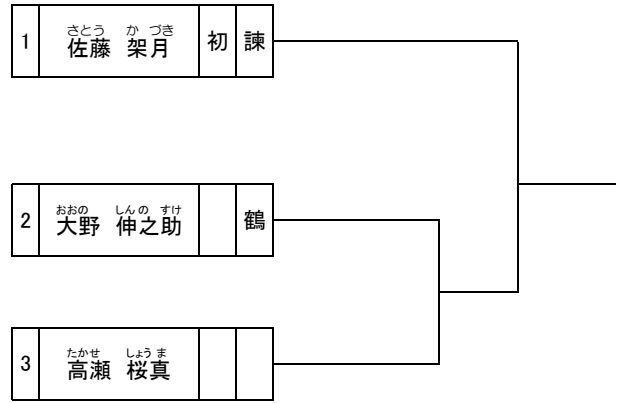 さとう か づき
1 佐藤 架月 初 諫
おおの しんの すけ
2 大野 伸之助 鶴
たかせ しょう ま
3 高瀬 桜真